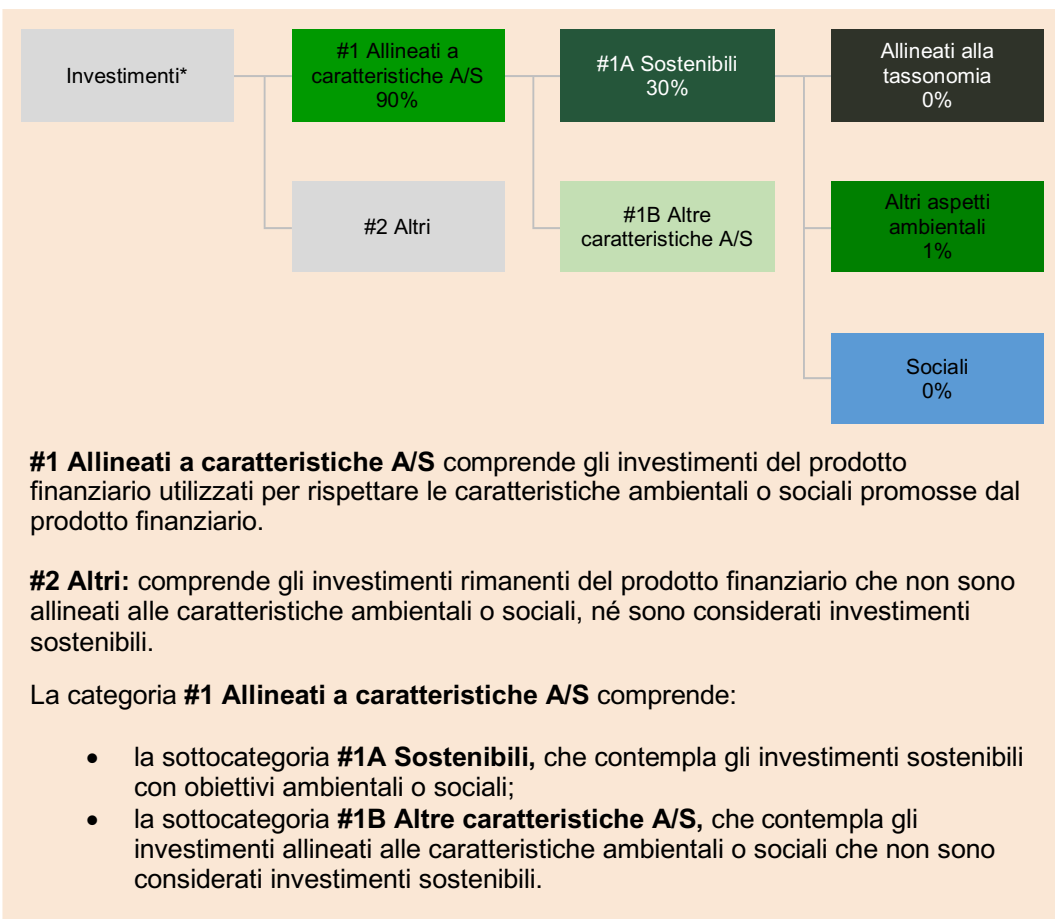 Investimenti*
#1 Allineati a
caratteristiche A/S
90%
#1A Sostenibili
30%
Allineati alla
tassonomia
0%
#2 Altri
#1B Altre
caratteristiche A/S
Altri aspetti
ambientali
1%
Sociali
0%
#1 Allineati a caratteristiche A/S comprende gli investimenti del prodotto
finanziario utilizzati per rispettare le caratteristiche ambientali o sociali promosse dal
prodotto finanziario.
#2 Altri: comprende gli investimenti rimanenti del prodotto finanziario che non sono
allineati alle caratteristiche ambientali o sociali, né sono considerati investimenti
sostenibili.
La categoria #1 Allineati a caratteristiche A/S comprende:
• la sottocategoria #1A Sostenibili, che contempla gli investimenti sostenibili
con obiettivi ambientali o sociali;
• la sottocategoria #1B Altre caratteristiche A/S, che contempla gli
investimenti allineati alle caratteristiche ambientali o sociali che non sono
considerati investimenti sostenibili.